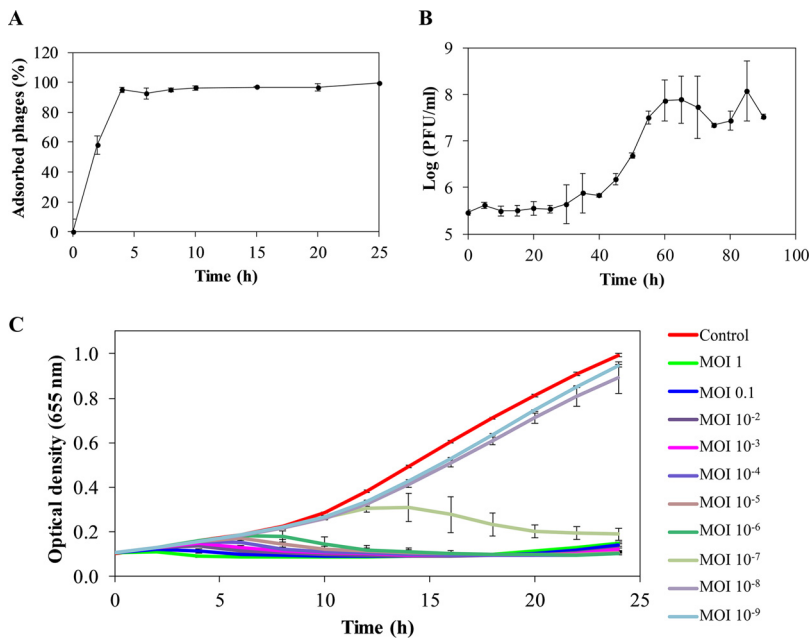 A
Adsorbed phages (%)
120
100
80
60
40
20
0
0 5 10 15 20 25
Time (h)
B
Log (PFU/ml)
9
8
7
6
5
0 20 40 60 80 100
Time (h)
C
Optical density (655 nm)
1.0
0.8
0.6
0.4
0.2
0.0
0 5 10 15 20 25
Time (h)
Control
MOI 1
MOI 0.1
MOI 10⁻²
MOI 10⁻³
MOI 10⁻⁴
MOI 10⁻⁵
MOI 10⁻⁶
MOI 10⁻⁷
MOI 10⁻⁸
MOI 10⁻⁹